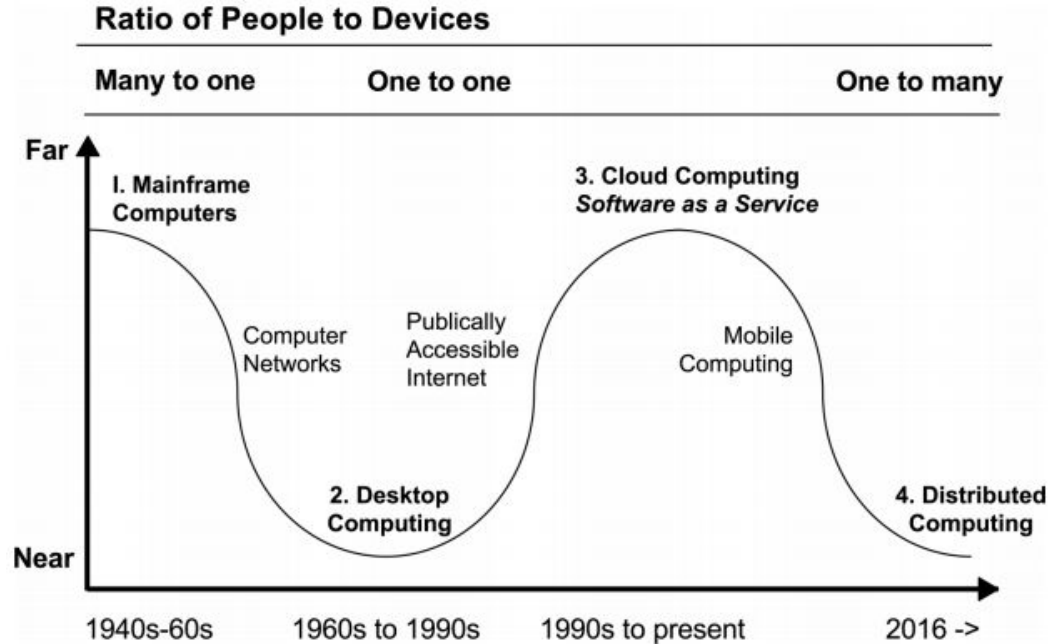 Ratio of People to Devices
Many to one One to one One to many
Far
I. Mainframe
Computers
3. Cloud Computing
Software as a Service
Computer
Networks
Publically
Accessible
Internet
Mobile
Computing
2. Desktop
Computing
4. Distributed
Computing
Near
1940s-60s 1960s to 1990s 1990s to present 2016 ->